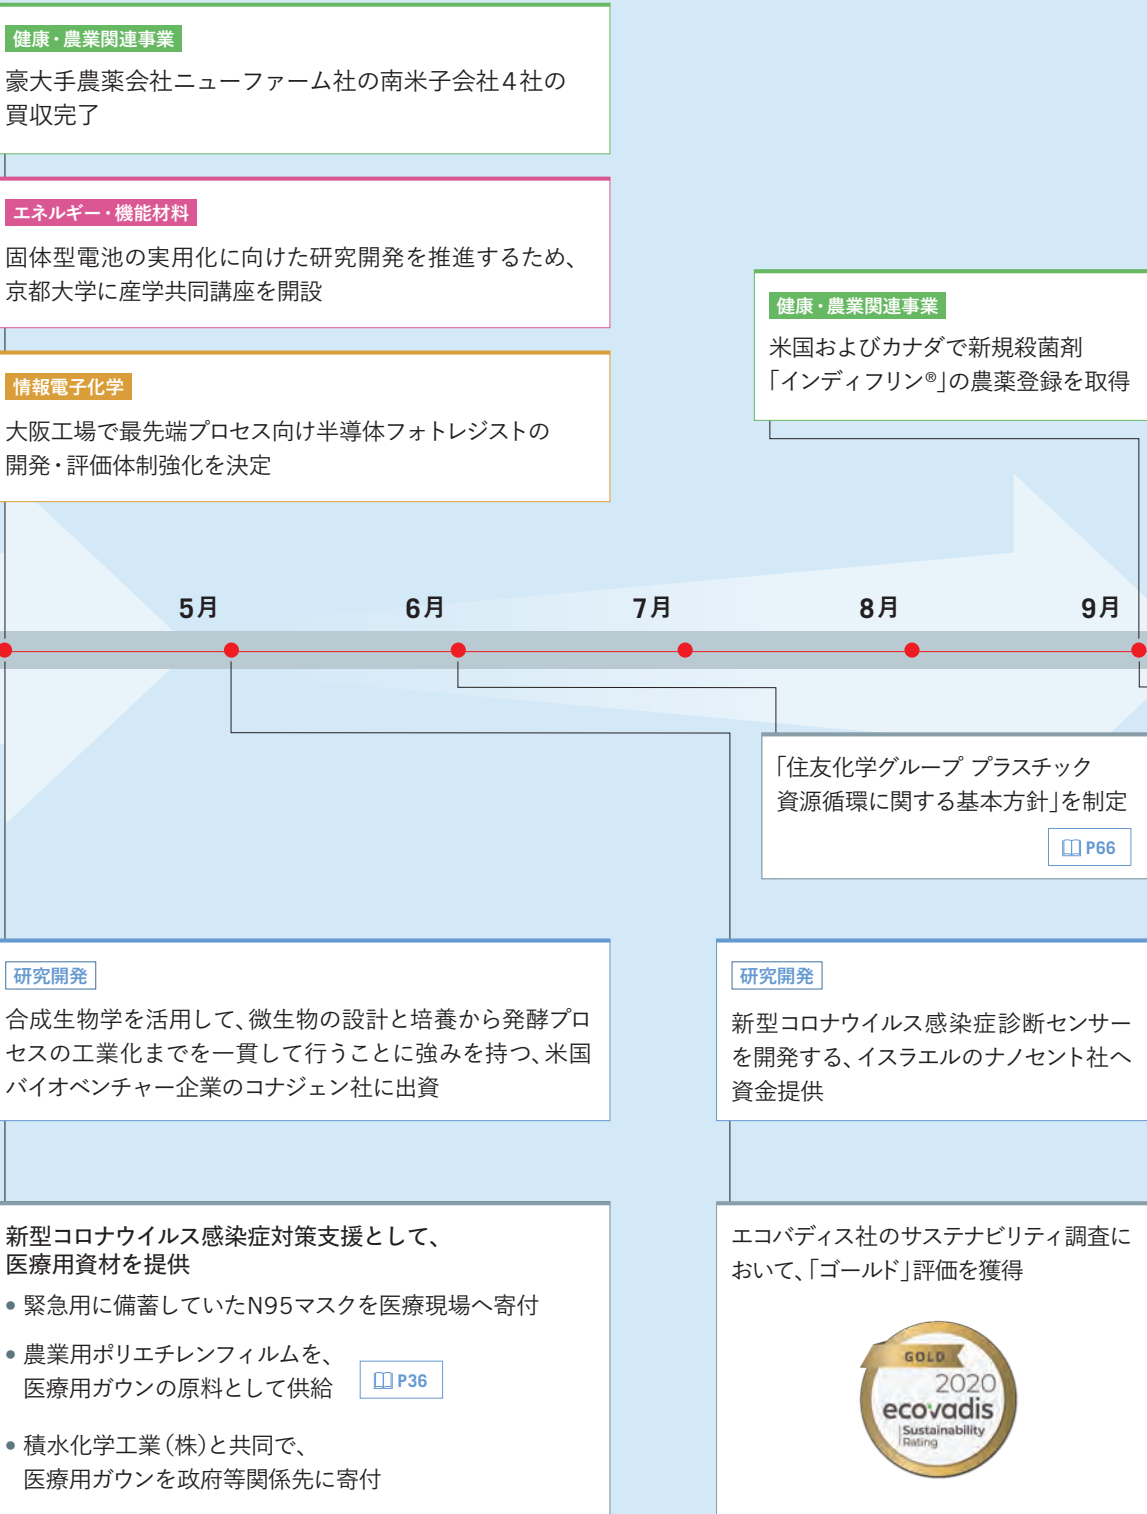 健康・農業関連事業
豪大手農薬会社ニューファーム社の南米子会社4社の
買収完了
エネルギー・機能材料
固体型電池の実用化に向けた研究開発を推進するため、
京都大学に産学共同講座を開設
情報電子化学
大阪工場で最先端プロセス向け半導体フォトレジストの
開発・評価体制強化を決定
健康・農業関連事業
米国およびカナダで新規殺菌剤
「インディフリン®」の農薬登録を取得
5月
6月
7月
8月
9月
「住友化学グループ プラスチック
資源循環に関する基本方針」を制定
P66
研究開発
合成生物学を活用して、微生物の設計と培養から発酵プロ
セスの工業化までを一貫して行うことに強みを持つ、米国
バイオベンチャー企業のコナジェン社に出資
研究開発
新型コロナウイルス感染症診断センサー
を開発する、イスラエルのナノセント社へ
資金提供
新型コロナウイルス感染症対策支援として、
医療用資材を提供
• 緊急用に備蓄していたN95マスクを医療現場へ寄付
• 農業用ポリエチレンフィルムを、
医療用ガウンの原料として供給
P36
• 積水化学工業(株)と共同で、
医療用ガウンを政府等関係先に寄付
エコバディス社のサステナビリティ調査に
おいて、「ゴールド」評価を獲得
GOLD
2020
ecovadis
Sustainability
Rating